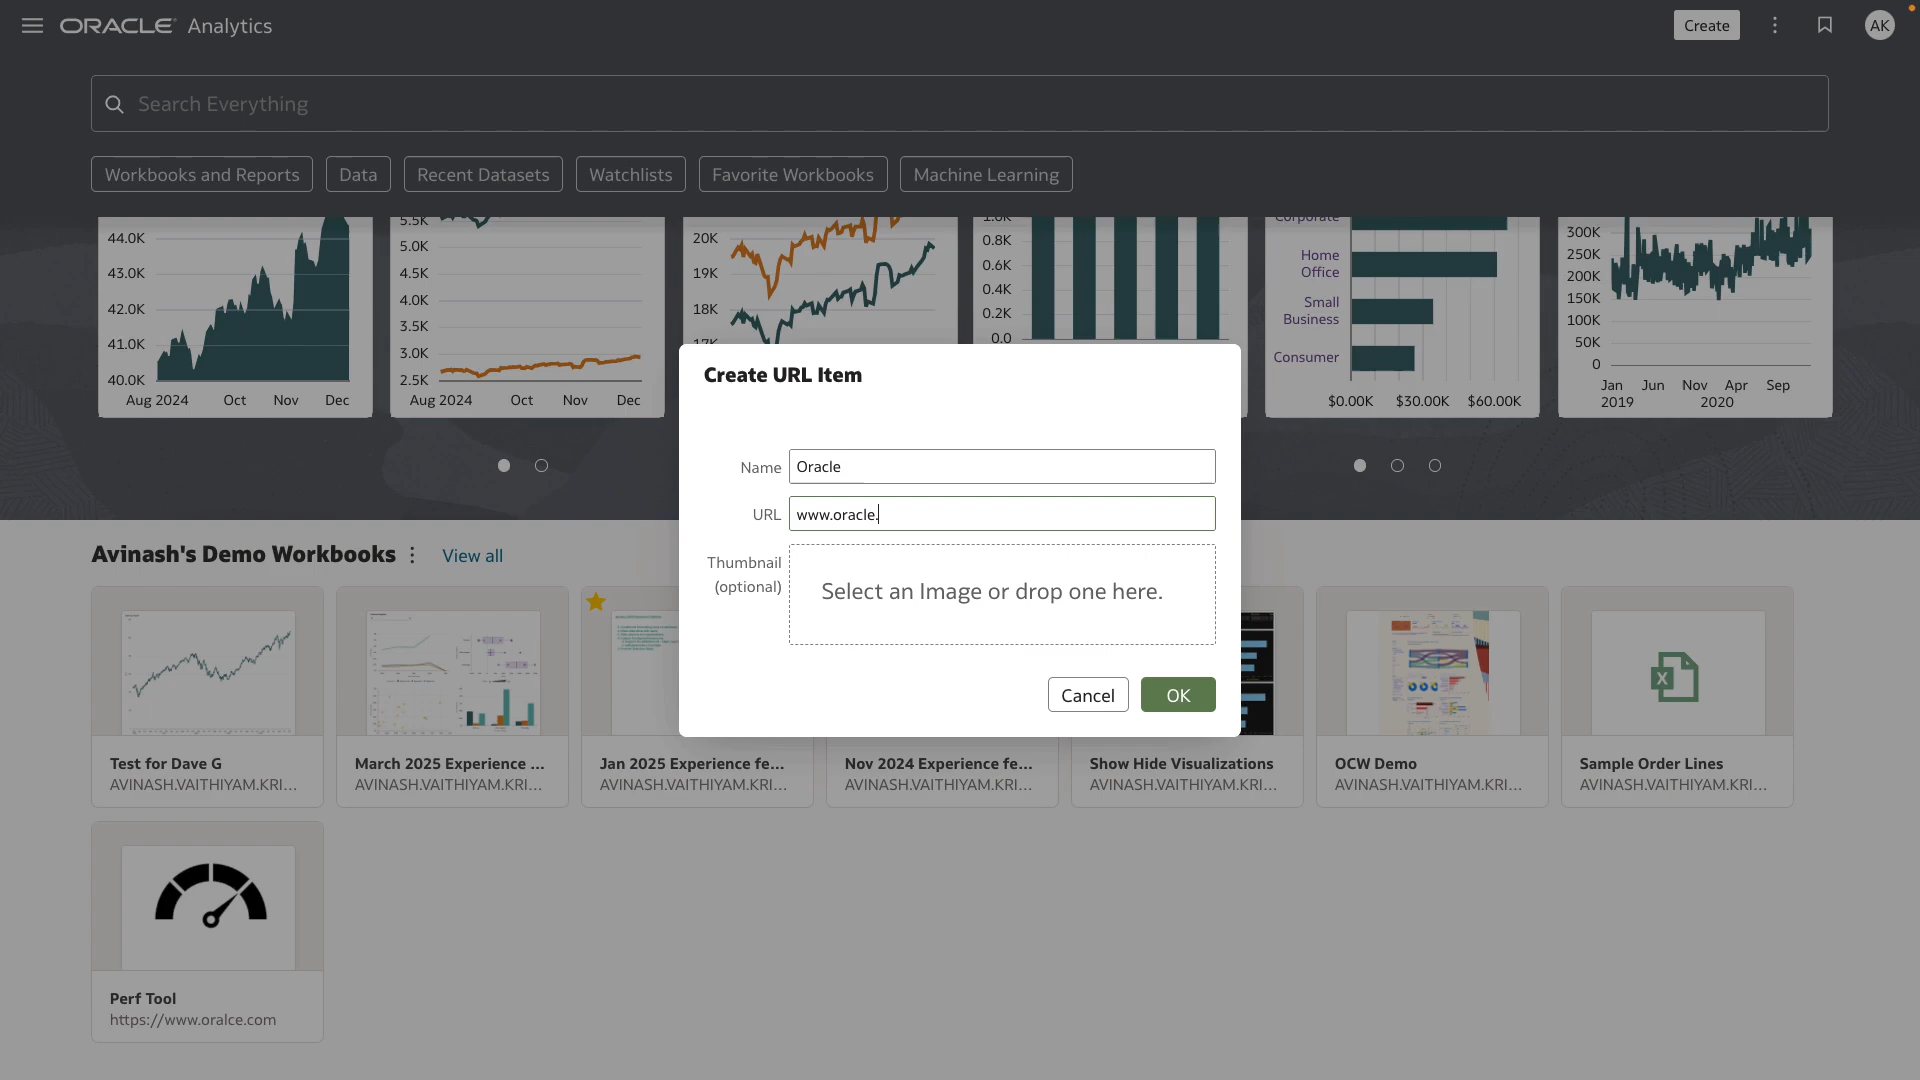 ORACLE Analytics
Create
AK
Search Everything
Workbooks and Reports
Data
Recent Datasets
Watchlists
Favorite Workbooks
Machine Learning
44.0K
43.0K
42.0K
41.0K
40.0K
Aug 2024 Oct Nov Dec
5.5K
5.0K
4.5K
4.0K
3.5K
3.0K
2.5K
Aug 2024 Oct Nov Dec
20K
19K
18K
17K
1.0K
0.8K
0.6K
0.4K
0.2K
0.0
Corporate
Home
Office
Small
Business
Consumer
$0.00K $30.00K $60.00K
300K
250K
200K
150K
100K
50K
0
Jan Jun Nov Apr Sep
2019 2020
Create URL Item
Name Oracle
URL www.oracle.
Thumbnail
(optional)
Select an Image or drop one here.
Cancel OK
Avinash's Demo Workbooks
View all
Test for Dave G
AVINASH.VAITHIYAM.KRI...
March 2025 Experience ...
AVINASH.VAITHIYAM.KRI...
Jan 2025 Experience fe...
AVINASH.VAITHIYAM.KRI...
Nov 2024 Experience fe...
AVINASH.VAITHIYAM.KRI...
Show Hide Visualizations
AVINASH.VAITHIYAM.KRI...
OCW Demo
AVINASH.VAITHIYAM.KRI...
X
Sample Order Lines
AVINASH.VAITHIYAM.KRI...
Perf Tool
https://www.oralce.com